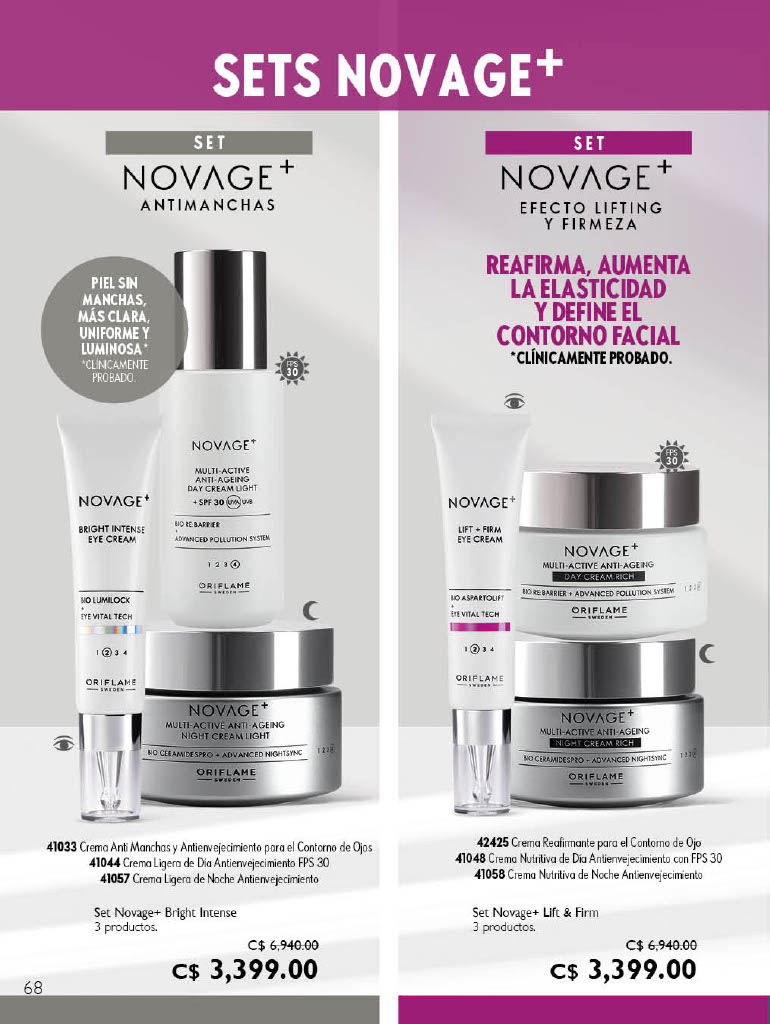 SETS NOVAGE+
SET
NOVAGE+
ANTIMANCHAS
PIEL SIN
MANCHAS,
MÁS CLARA,
UNIFORME Y
LUMINOSA*
*CLÍNICAMENTE
PROBADO.
FPS
30
NOVAGE+
MULTI-ACTIVE
ANTI-AGEING
DAY CREAM LIGHT
+ SPF 30 UVA UVB
BIO RE:BARRIER
+
ADVANCED POLLUTION SYSTEM
1 2 3 4
ORIFLAME
SWEDEN
NOVAGE+
BRIGHT INTENSE
EYE CREAM
BIO LUMILOCK
+
EYE VITAL TECH
1 2 3 4
ORIFLAME
SWEDEN
NOVAGE+
MULTI-ACTIVE ANTI-AGEING
NIGHT CREAM LIGHT
BIO CERAMIDESPRO + ADVANCED NIGHTSYNC
1 2 3
ORIFLAME
SWEDEN
41033 Crema Anti Manchas y Antienvejecimiento para el Contorno de Ojos
41044 Crema Ligera de Día Antienvejecimiento FPS 30
41057 Crema Ligera de Noche Antienvejecimiento
Set Novage+ Bright Intense
3 productos.
C$ 6,940.00
C$ 3,399.00
68
SET
NOVAGE+
EFECTO LIFTING
Y FIRMEZA
REAFIRMA, AUMENTA
LA ELASTICIDAD
Y DEFINE EL
CONTORNO FACIAL
*CLÍNICAMENTE PROBADO.
FPS
30
NOVAGE+
LIFT + FIRM
EYE CREAM
BIO ASPARTOLIFT
+
EYE VITAL TECH
1 2 3 4
ORIFLAME
SWEDEN
NOVAGE+
MULTI-ACTIVE ANTI-AGEING
DAY CREAM RICH
BIO RE:BARRIER + ADVANCED POLLUTION SYSTEM
ORIFLAME
SWEDEN
NOVAGE+
MULTI-ACTIVE ANTI-AGEING
NIGHT CREAM RICH
BIO CERAMIDESPRO + ADVANCED NIGHTSYNC
ORIFLAME
SWEDEN
42425 Crema Reafirmante para el Contorno de Ojo
41048 Crema Nutritiva de Día Antienvejecimiento con FPS 30
41058 Crema Nutritiva de Noche Antienvejecimiento
Set Novage+ Lift & Firm
3 productos.
C$ 6,940.00
C$ 3,399.00